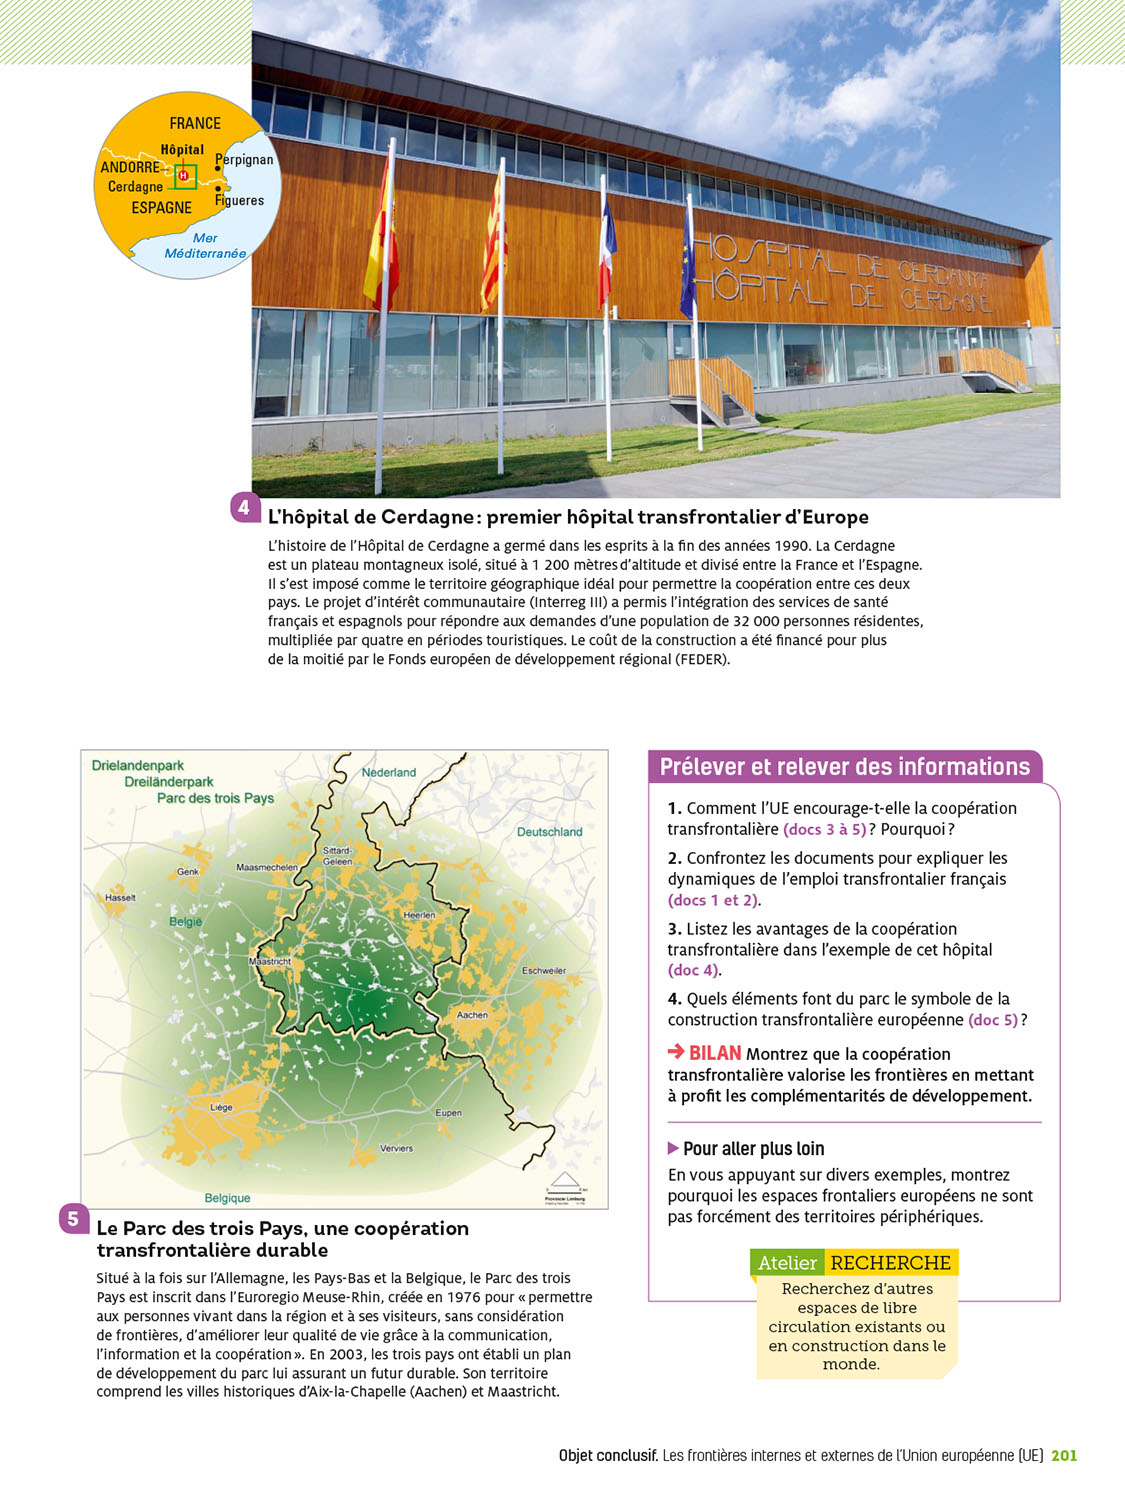 FRANCE
Hôpital
H
Perpignan
ANDORRE
Cerdagne
Figueres
ESPAGNE
Mer
Méditerranée
HOSPITAL DE CERDANYA
HÔPITAL DE CERDAGNE
4
L’hôpital de Cerdagne : premier hôpital transfrontalier d’Europe
L’histoire de l’Hôpital de Cerdagne a germé dans les esprits à la fin des années 1990. La Cerdagne
est un plateau montagneux isolé, situé à 1 200 mètres d’altitude et divisé entre la France et l’Espagne.
Il s’est imposé comme le territoire géographique idéal pour permettre la coopération entre ces deux
pays. Le projet d’intérêt communautaire (Interreg III) a permis l’intégration des services de santé
français et espagnols pour répondre aux demandes d’une population de 32 000 personnes résidentes,
multipliée par quatre en périodes touristiques. Le coût de la construction a été financé pour plus
de la moitié par le Fonds européen de développement régional (FEDER).
Drielandenpark
Dreiländerpark
Parc des trois Pays
Nederland
Deutschland
Sittard-
Geleen
Maasmechelen
Genk
Hasselt
België
Heerlen
Maastricht
Eschweiler
Aachen
Liège
Eupen
Verviers
Belgique
Provincie Limburg
5
Le Parc des trois Pays, une coopération
transfrontalière durable
Situé à la fois sur l’Allemagne, les Pays-Bas et la Belgique, le Parc des trois
Pays est inscrit dans l’Euroregio Meuse-Rhin, créée en 1976 pour « permettre
aux personnes vivant dans la région et à ses visiteurs, sans considération
de frontières, d’améliorer leur qualité de vie grâce à la communication,
l’information et la coopération ». En 2003, les trois pays ont établi un plan
de développement du parc lui assurant un futur durable. Son territoire
comprend les villes historiques d’Aix-la-Chapelle (Aachen) et Maastricht.
Prélever et relever des informations
1. Comment l’UE encourage-t-elle la coopération
transfrontalière (docs 3 à 5) ? Pourquoi ?
2. Confrontez les documents pour expliquer les
dynamiques de l’emploi transfrontalier français
(docs 1 et 2).
3. Listez les avantages de la coopération
transfrontalière dans l’exemple de cet hôpital
(doc 4).
4. Quels éléments font du parc le symbole de la
construction transfrontalière européenne (doc 5) ?
→ BILAN Montrez que la coopération
transfrontalière valorise les frontières en mettant
à profit les complémentarités de développement.
▶ Pour aller plus loin
En vous appuyant sur divers exemples, montrez
pourquoi les espaces frontaliers européens ne sont
pas forcément des territoires périphériques.
Atelier RECHERCHE
Recherchez d’autres
espaces de libre
circulation existants ou
en construction dans le
monde.
Objet conclusif. Les frontières internes et externes de l’Union européenne (UE) 201